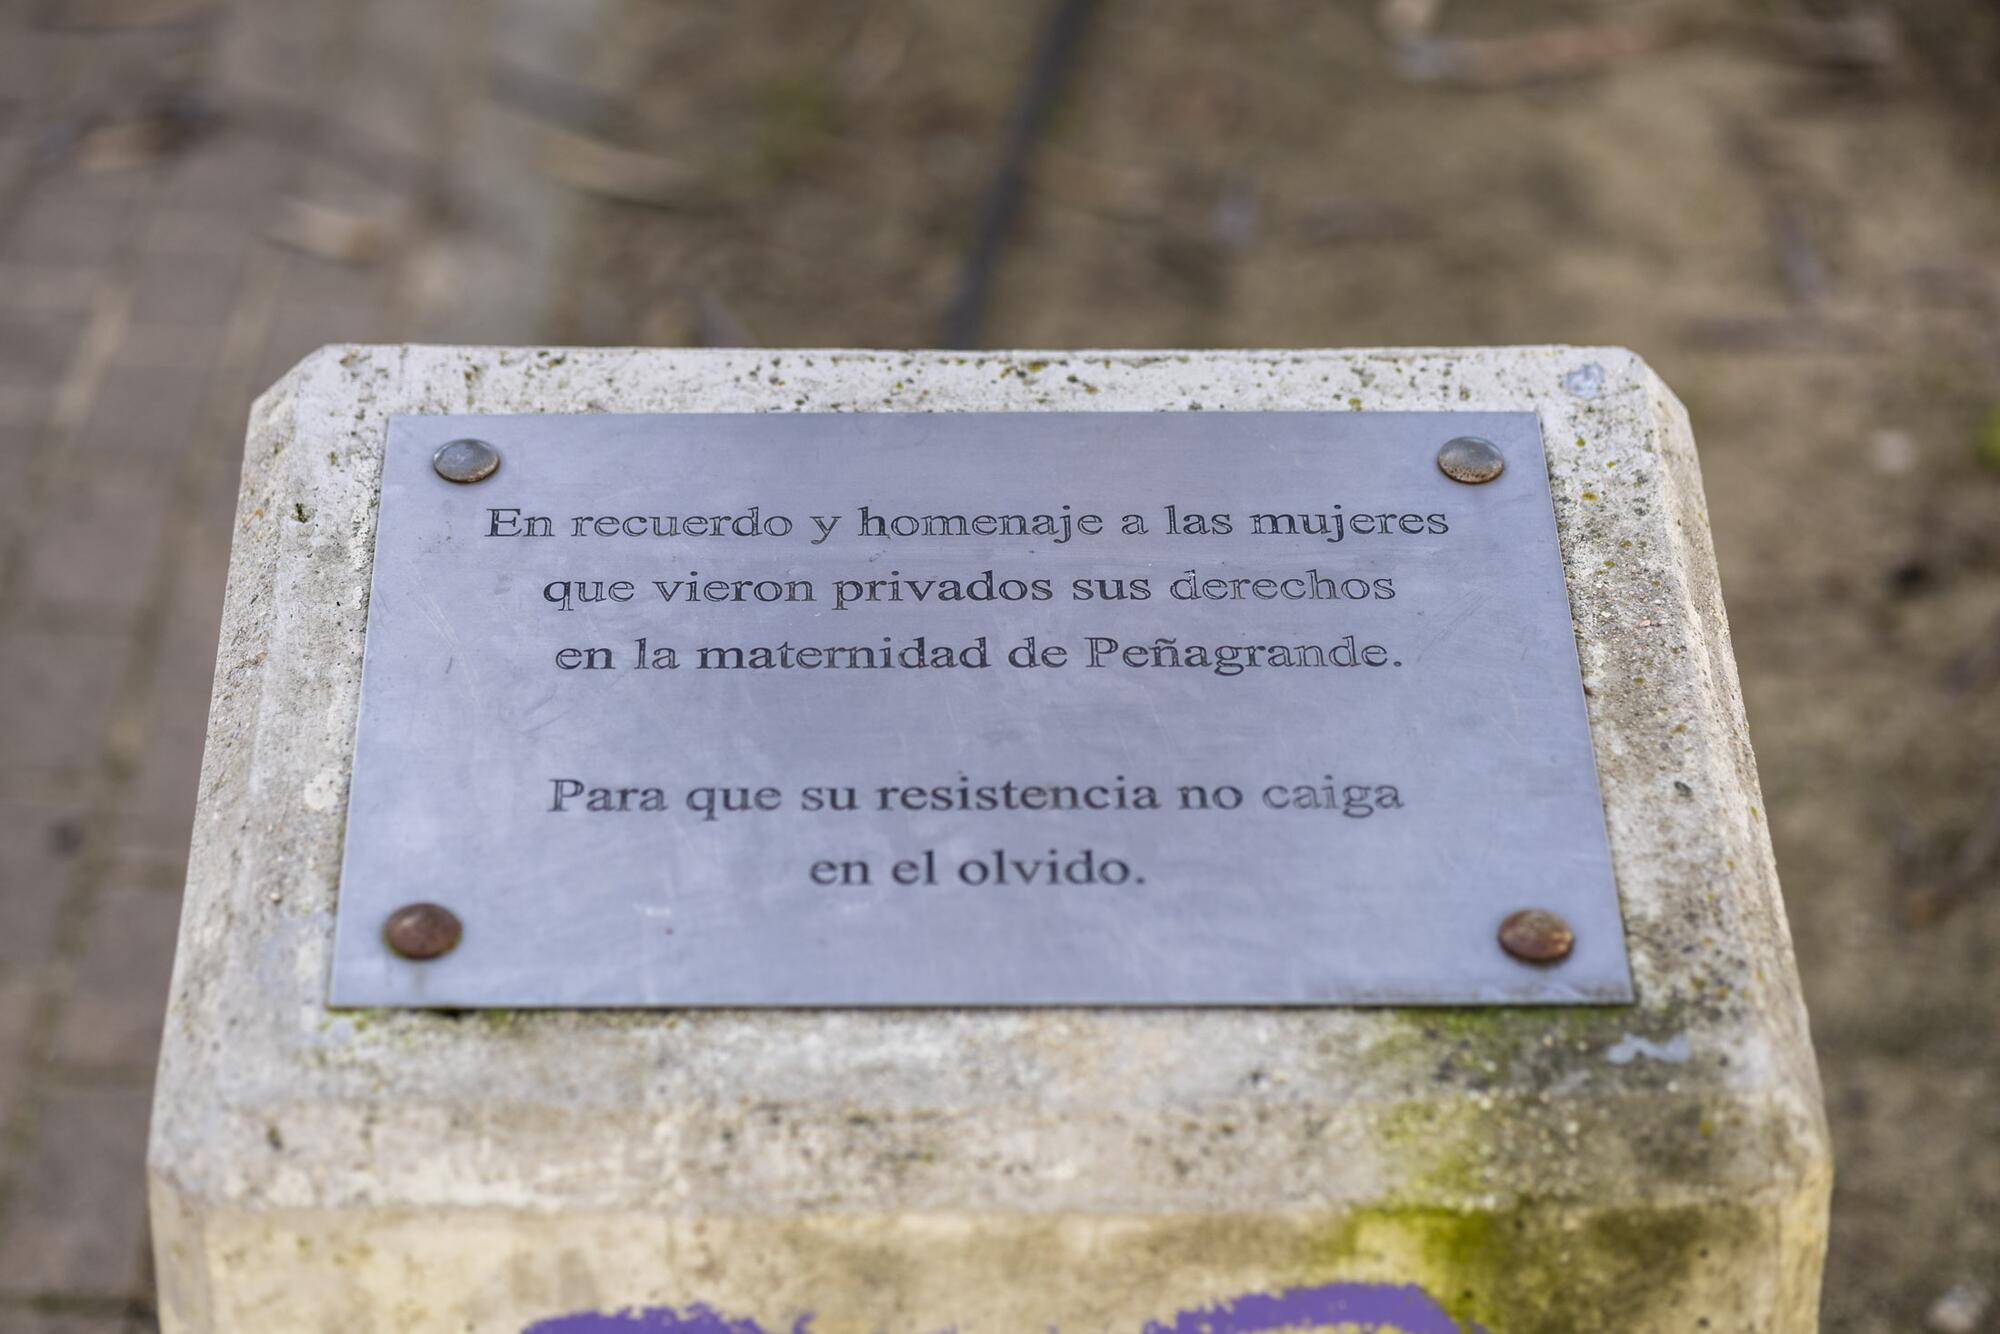 En recuerdo y homenaje a las mujeres
que vieron privados sus derechos
en la maternidad de Peñagrande.
Para que su resistencia no caiga
en el olvido.